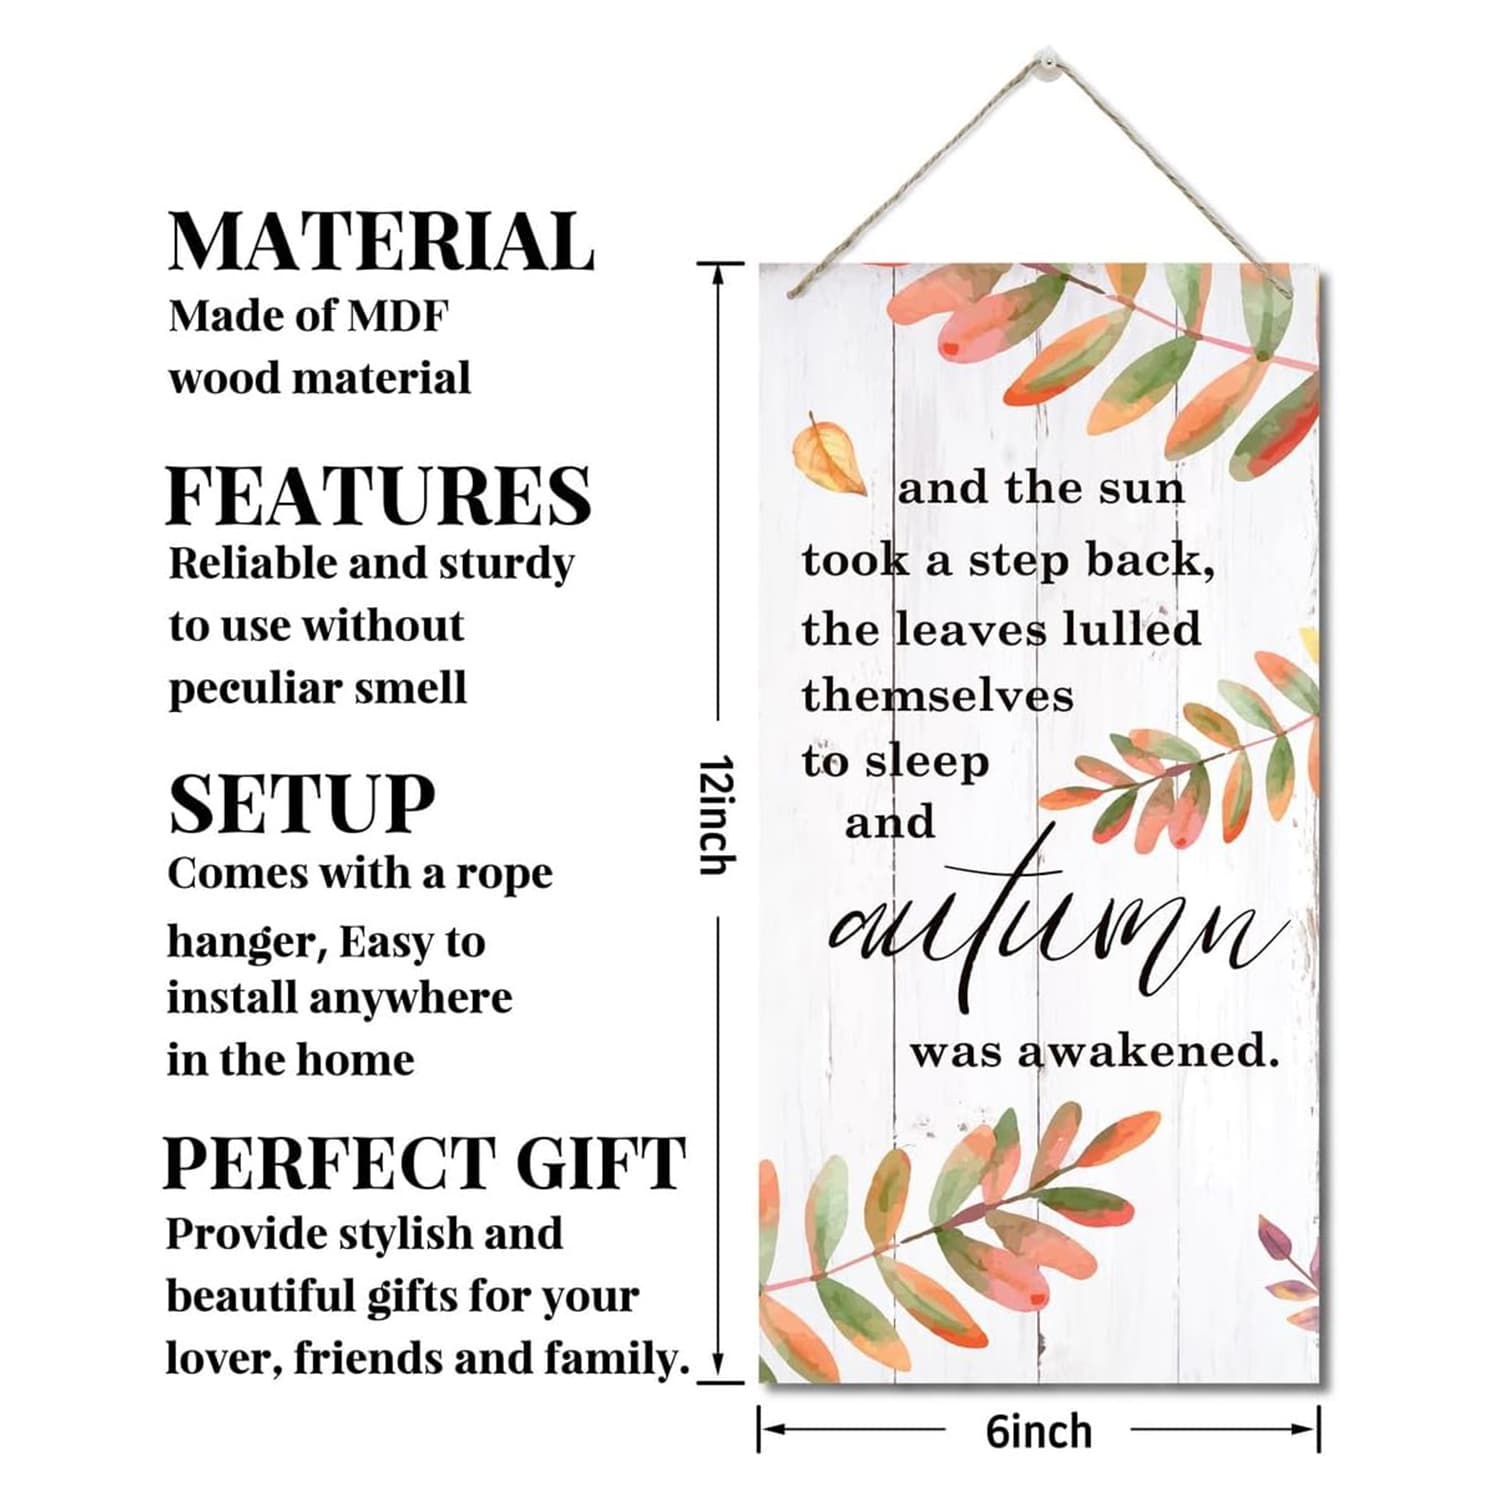 MATERIAL
Made of MDF
wood material
FEATURES
Reliable and sturdy
to use without
peculiar smell
SETUP
Comes with a rope
hanger, Easy to
install anywhere
in the home
PERFECT GIFT
Provide stylish and
beautiful gifts for your
lover, friends and family.
12inch
and the sun
took a step back,
the leaves lulled
themselves
to sleep
and
autumn
was awakened.
6inch